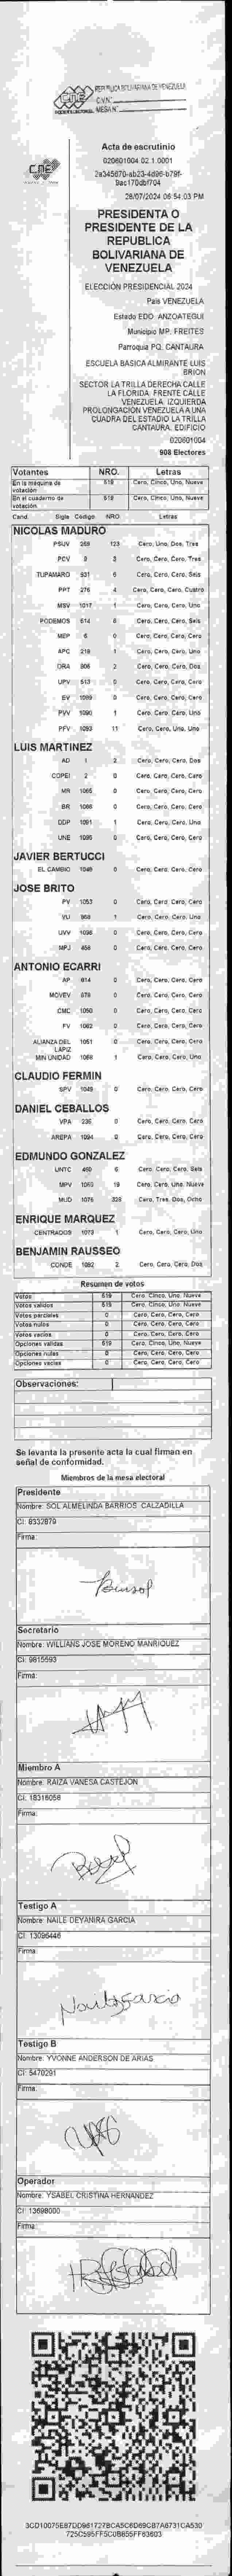 REPUBLICA BOLIVARIANA DE VENEZUELA
CNE
CNE
Acta de escrutinio
020601004.02.1.0001
28/07/2024 06:54:03 PM
PRESIDENTA O
PRESIDENTE DE LA
REPUBLICA
BOLIVARIANA DE
VENEZUELA
ELECCIÓN PRESIDENCIAL 2024
País VENEZUELA
Estado EDO. ANZOATEGUI
Municipio MP. FREITES
Parroquia PQ. CANTAURA
ESCUELA BASICA ALMIRANTE LUIS
BRION
SECTOR LA TRILLA DERECHA CALLE
LA FLORIDA. FRENTE CALLE
VENEZUELA. IZQUIERDA
PROLONGACION VENEZUELA A UNA
CUADRA DEL ESTADIO LA TRILLA
CANTAURA. EDIFICIO
020601004
908 Electores
Votantes NRO. Letras
En la máquina de votación 519 Cero, Cinco, Uno, Nueve
En el cuaderno de votación 519 Cero, Cinco, Uno, Nueve
Cand Sigla Código NRO Letras
NICOLAS MADURO
PSUV 123 Cero, Uno, Dos, Tres
PCV 3 Cero, Cero, Cero, Tres
TUPAMARO 6 Cero, Cero, Cero, Seis
PPT 276 4 Cero, Cero, Cero, Cuatro
MSV 1017 1 Cero, Cero, Cero, Uno
PODEMOS 614 6 Cero, Cero, Cero, Seis
MEP 6 0 Cero, Cero, Cero, Cero
APC 219 1 Cero, Cero, Cero, Uno
ORA 906 2 Cero, Cero, Cero, Dos
UPV 513 0 Cero, Cero, Cero, Cero
EV 1089 0 Cero, Cero, Cero, Cero
PVV 1090 1 Cero, Cero, Cero, Uno
PFV 1093 11 Cero, Cero, Uno, Uno
LUIS MARTINEZ
AD 1 2 Cero, Cero, Cero, Dos
COPEI 2 0 Cero, Cero, Cero, Cero
MR 1065 0 Cero, Cero, Cero, Cero
BR 1066 0 Cero, Cero, Cero, Cero
DDP 1091 1 Cero, Cero, Cero, Uno
UNE 1095 0 Cero, Cero, Cero, Cero
JAVIER BERTUCCI
EL CAMBIO 1049 0 Cero, Cero, Cero, Cero
JOSE BRITO
PV 1053 0 Cero, Cero, Cero, Cero
VU 968 1 Cero, Cero, Cero, Uno
UVV 1098 0 Cero, Cero, Cero, Cero
MPJ 458 0 Cero, Cero, Cero, Cero
ANTONIO ECARRI
AP 914 0 Cero, Cero, Cero, Cero
MOVEV 978 0 Cero, Cero, Cero, Cero
CMC 1050 0 Cero, Cero, Cero, Cero
FV 1062 0 Cero, Cero, Cero, Cero
ALIANZA DEL LAPIZ 1051 0 Cero, Cero, Cero, Cero
MIN UNIDAD 1068 1 Cero, Cero, Cero, Uno
CLAUDIO FERMIN
SPV 1048 0 Cero, Cero, Cero, Cero
DANIEL CEBALLOS
VPA 236 0 Cero, Cero, Cero, Cero
AREPA 1094 0 Cero, Cero, Cero, Cero
EDMUNDO GONZALEZ
UNTC 460 6 Cero, Cero, Cero, Seis
MPV 1063 19 Cero, Cero, Uno, Nueve
MUD 1076 328 Cero, Tres, Dos, Ocho
ENRIQUE MARQUEZ
CENTRADOS 1073 1 Cero, Cero, Cero, Uno
BENJAMIN RAUSSEO
CONDE 1092 2 Cero, Cero, Cero, Dos
Resumen de votos
Votos 519 Cero, Cinco, Uno, Nueve
Votos válidos 519 Cero, Cinco, Uno, Nueve
Votos parciales 0 Cero, Cero, Cero, Cero
Votos nulos 0 Cero, Cero, Cero, Cero
Votos vacíos 0 Cero, Cero, Cero, Cero
Opciones válidas 519 Cero, Cinco, Uno, Nueve
Opciones nulas 0 Cero, Cero, Cero, Cero
Opciones vacías 0 Cero, Cero, Cero, Cero
Observaciones:
Se levanta la presente acta la cual firman en
señal de conformidad.
Miembros de la mesa electoral
Presidente
Nombre: SOL ALMELINDA BARRIOS CALZADILLA
CI: 8332879
Firma:
Secretario
Nombre: WILLIANS JOSE MORENO MANRIQUEZ
CI: 9815593
Firma:
Miembro A
Nombre: RAIZA VANESA CASTEJON
CI: 18316058
Firma:
Testigo A
Nombre: NAILE DEYANIRA GARCIA
CI: 13096446
Firma:
Testigo B
Nombre: YVONNE ANDERSON DE ARIAS
CI: 5470291
Firma:
Operador
Nombre: YSABEL CRISTINA HERNANDEZ
CI: 13698000
Firma: